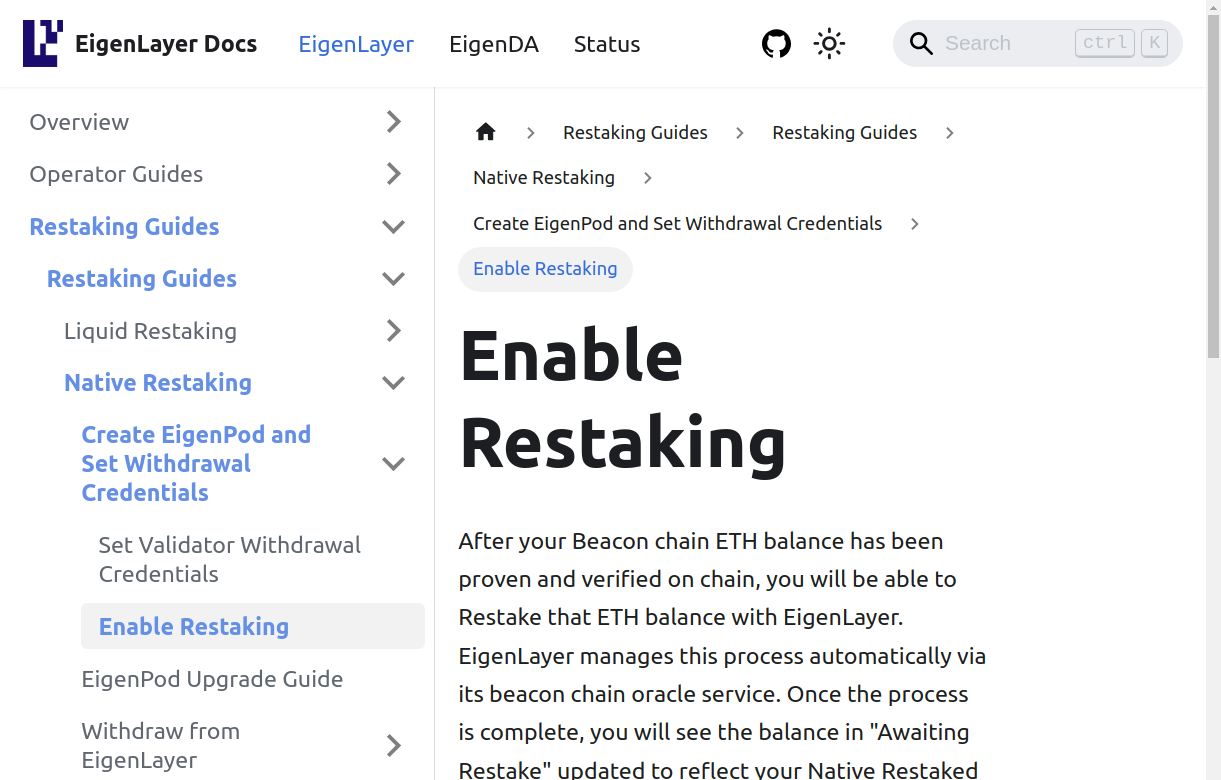 EigenLayer Docs EigenLayer EigenDA Status Search ctrl K
Overview
Operator Guides
Restaking Guides
Restaking Guides
Liquid Restaking
Native Restaking
Create EigenPod and
Set Withdrawal
Credentials
Set Validator Withdrawal
Credentials
Enable Restaking
EigenPod Upgrade Guide
Withdraw from
EigenLayer
Restaking Guides Restaking Guides
Native Restaking
Create EigenPod and Set Withdrawal Credentials
Enable Restaking
Enable
Restaking
After your Beacon chain ETH balance has been
proven and verified on chain, you will be able to
Restake that ETH balance with EigenLayer.
EigenLayer manages this process automatically via
its beacon chain oracle service. Once the process
is complete, you will see the balance in "Awaiting
Restake" updated to reflect your Native Restaked